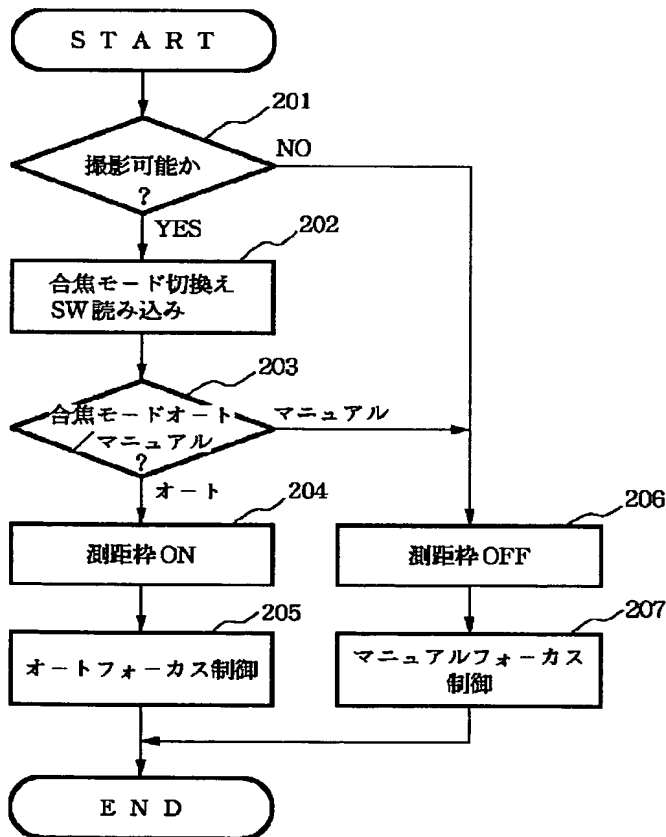 START
201
撮影可能か
?
NO
YES
202
合焦モード切換え
SW読み込み
203
合焦モードオート
/マニュアル
?
マニュアル
オート
204
測距枠ON
205
オートフォーカス制御
206
測距枠OFF
207
マニュアルフォーカス
制御
END